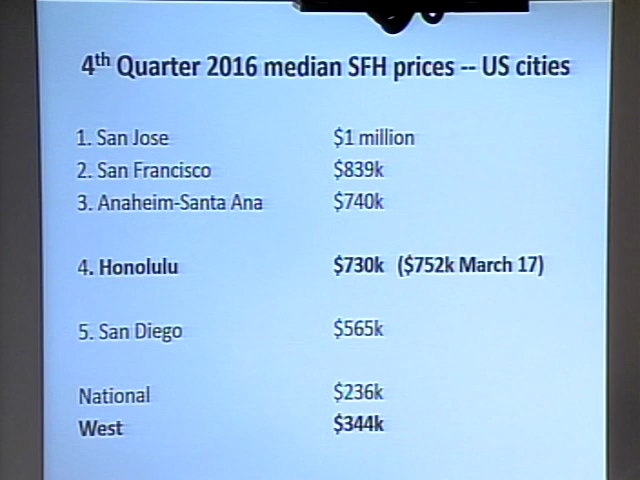 4th Quarter 2016 median SFH prices -- US cities
1. San Jose $1 million
2. San Francisco $839k
3. Anaheim-Santa Ana $740k
4. Honolulu $730k ($752k March 17)
5. San Diego $565k
National $236k
West $344k